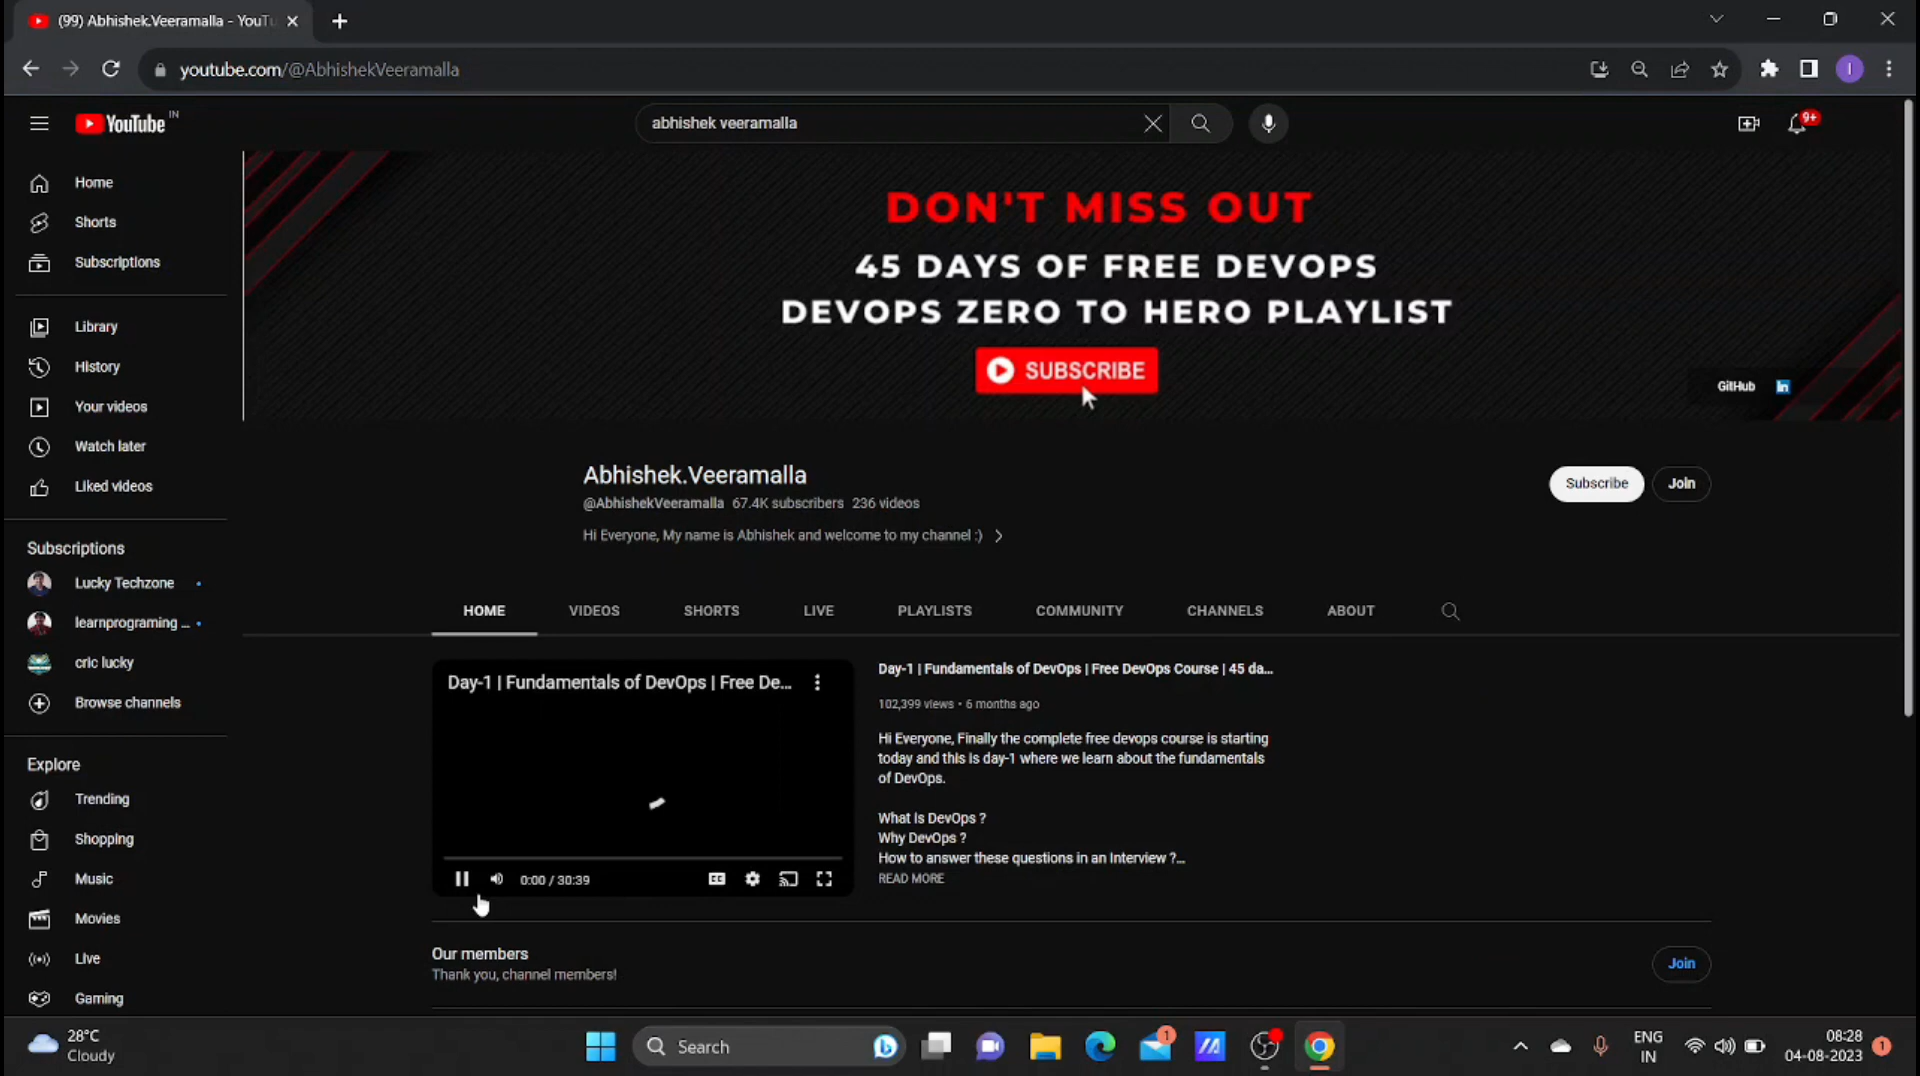 (99) Abhishek.Veeramalla - YouTu
youtube.com/@AbhishekVeeramalla
I
YouTube IN
abhishek veeramalla
9+
Home
Shorts
Subscriptions
Library
History
Your videos
Watch later
Liked videos
Subscriptions
Lucky Techzone
learnprograming ...
cric lucky
Browse channels
Explore
Trending
Shopping
Music
Movies
Live
Gaming
DON'T MISS OUT
45 DAYS OF FREE DEVOPS
DEVOPS ZERO TO HERO PLAYLIST
SUBSCRIBE
GitHub
in
Abhishek.Veeramalla
@AbhishekVeeramalla 67.4K subscribers 236 videos
Hi Everyone, My name is Abhishek and welcome to my channel :)
Subscribe
Join
HOME VIDEOS SHORTS LIVE PLAYLISTS COMMUNITY CHANNELS ABOUT
Day-1 | Fundamentals of DevOps | Free De...
CC
0:00 / 30:39
Day-1 | Fundamentals of DevOps | Free DevOps Course | 45 da...
102,399 views • 6 months ago
Hi Everyone, Finally the complete free devops course is starting
today and this is day-1 where we learn about the fundamentals
of DevOps.
What is DevOps ?
Why DevOps ?
How to answer these questions in an Interview ?...
READ MORE
Our members
Thank you, channel members!
Join
28°C
Cloudy
Search
1
ENG
IN
08:28
04-08-2023
1